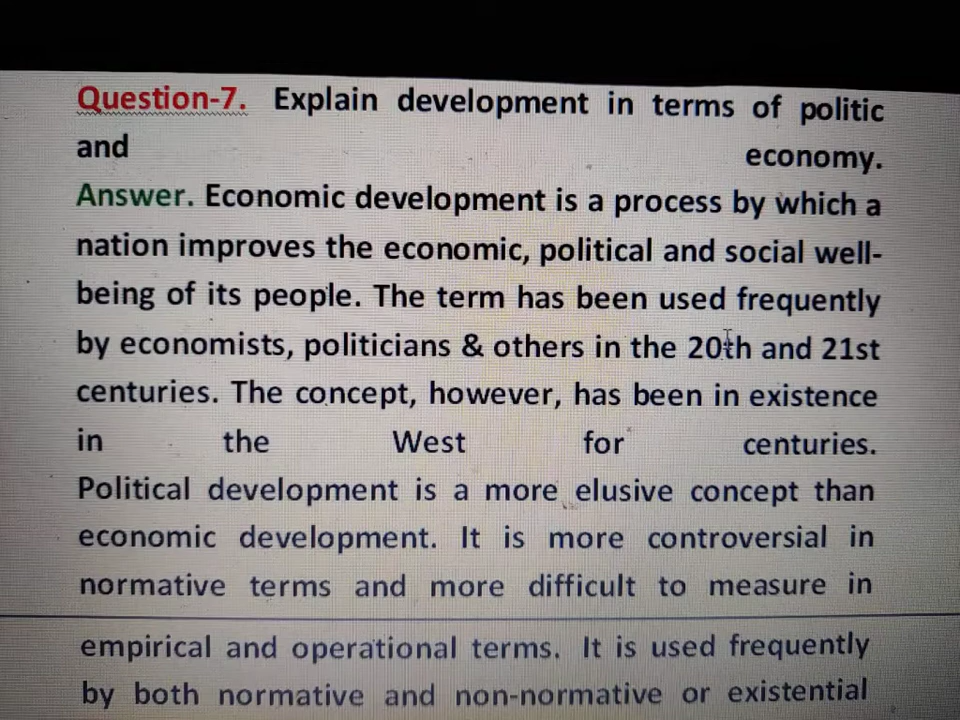 Question-7. Explain development in terms of politic
and economy.
Answer. Economic development is a process by which a
nation improves the economic, political and social well-
being of its people. The term has been used frequently
by economists, politicians & others in the 20th and 21st
centuries. The concept, however, has been in existence
in the West for centuries.
Political development is a more elusive concept than
economic development. It is more controversial in
normative terms and more difficult to measure in
empirical and operational terms. It is used frequently
by both normative and non-normative or existential